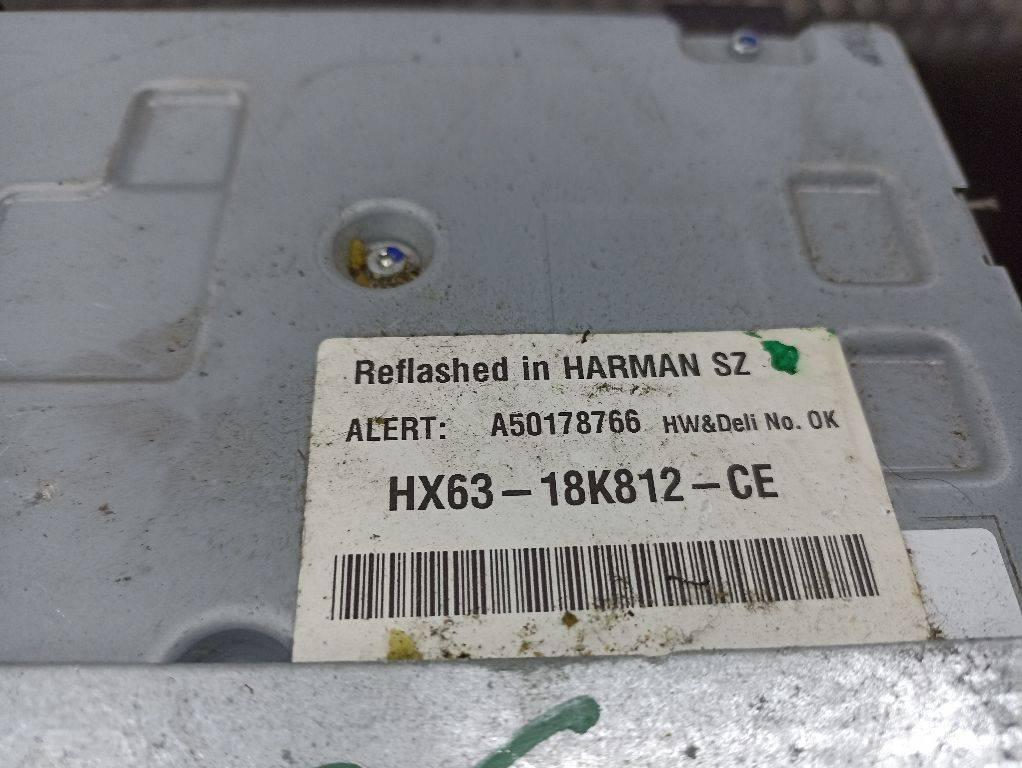 Reflashed in HARMAN SZ
ALERT: A50178766 HW&Deli No. OK
HX63-18K812-CE